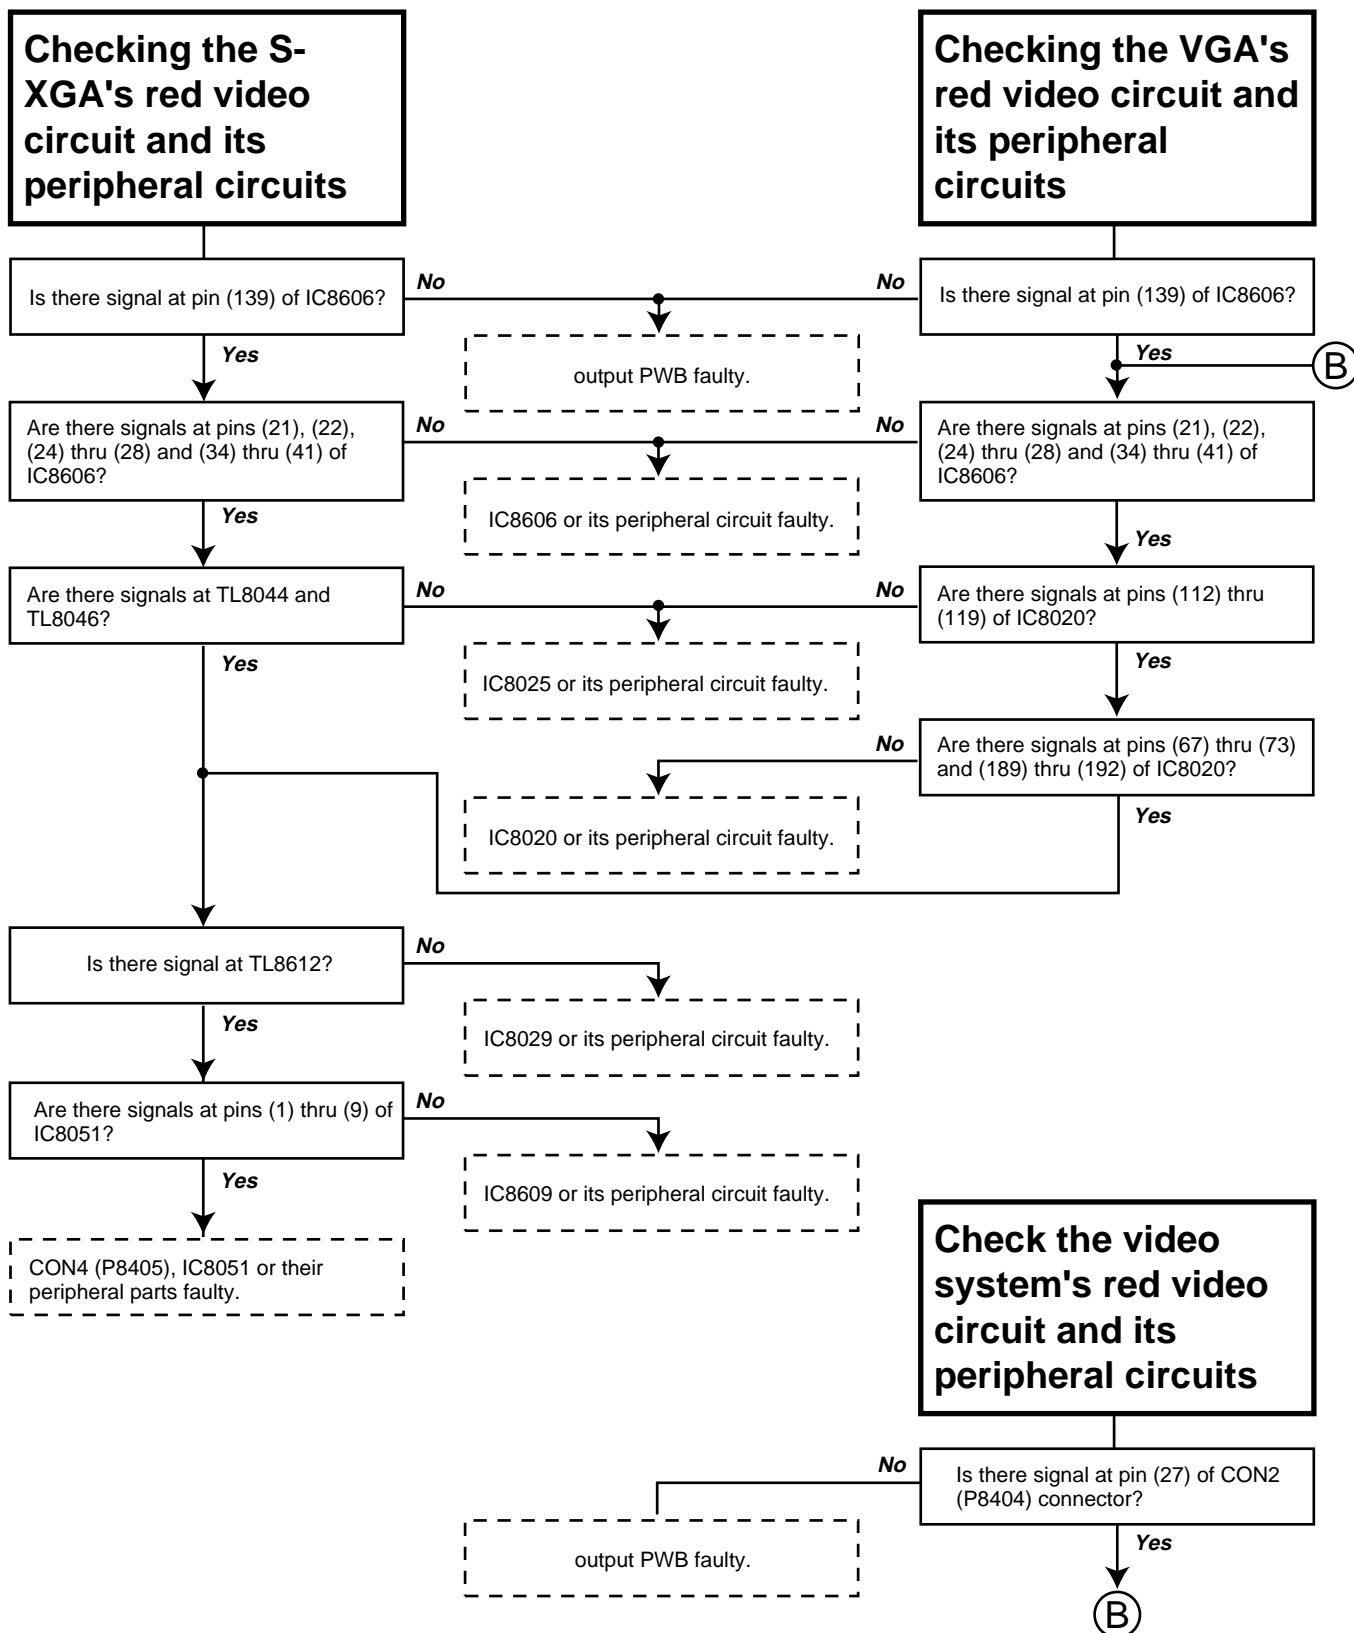 Checking the S-
XGA's red video
circuit and its
peripheral circuits
Checking the VGA's
red video circuit and
its peripheral
circuits
Is there signal at pin (139) of IC8606?
No
No
Is there signal at pin (139) of IC8606?
Yes
output PWB faulty.
Yes
B
Are there signals at pins (21), (22),
(24) thru (28) and (34) thru (41) of
IC8606?
No
No
Are there signals at pins (21), (22),
(24) thru (28) and (34) thru (41) of
IC8606?
Yes
IC8606 or its peripheral circuit faulty.
Yes
Are there signals at TL8044 and
TL8046?
No
No
Are there signals at pins (112) thru
(119) of IC8020?
Yes
IC8025 or its peripheral circuit faulty.
Yes
No
Are there signals at pins (67) thru (73)
and (189) thru (192) of IC8020?
IC8020 or its peripheral circuit faulty.
Yes
Is there signal at TL8612?
No
Yes
IC8029 or its peripheral circuit faulty.
Are there signals at pins (1) thru (9) of
IC8051?
No
Yes
IC8609 or its peripheral circuit faulty.
CON4 (P8405), IC8051 or their
peripheral parts faulty.
Check the video
system's red video
circuit and its
peripheral circuits
No
Is there signal at pin (27) of CON2
(P8404) connector?
output PWB faulty.
Yes
B